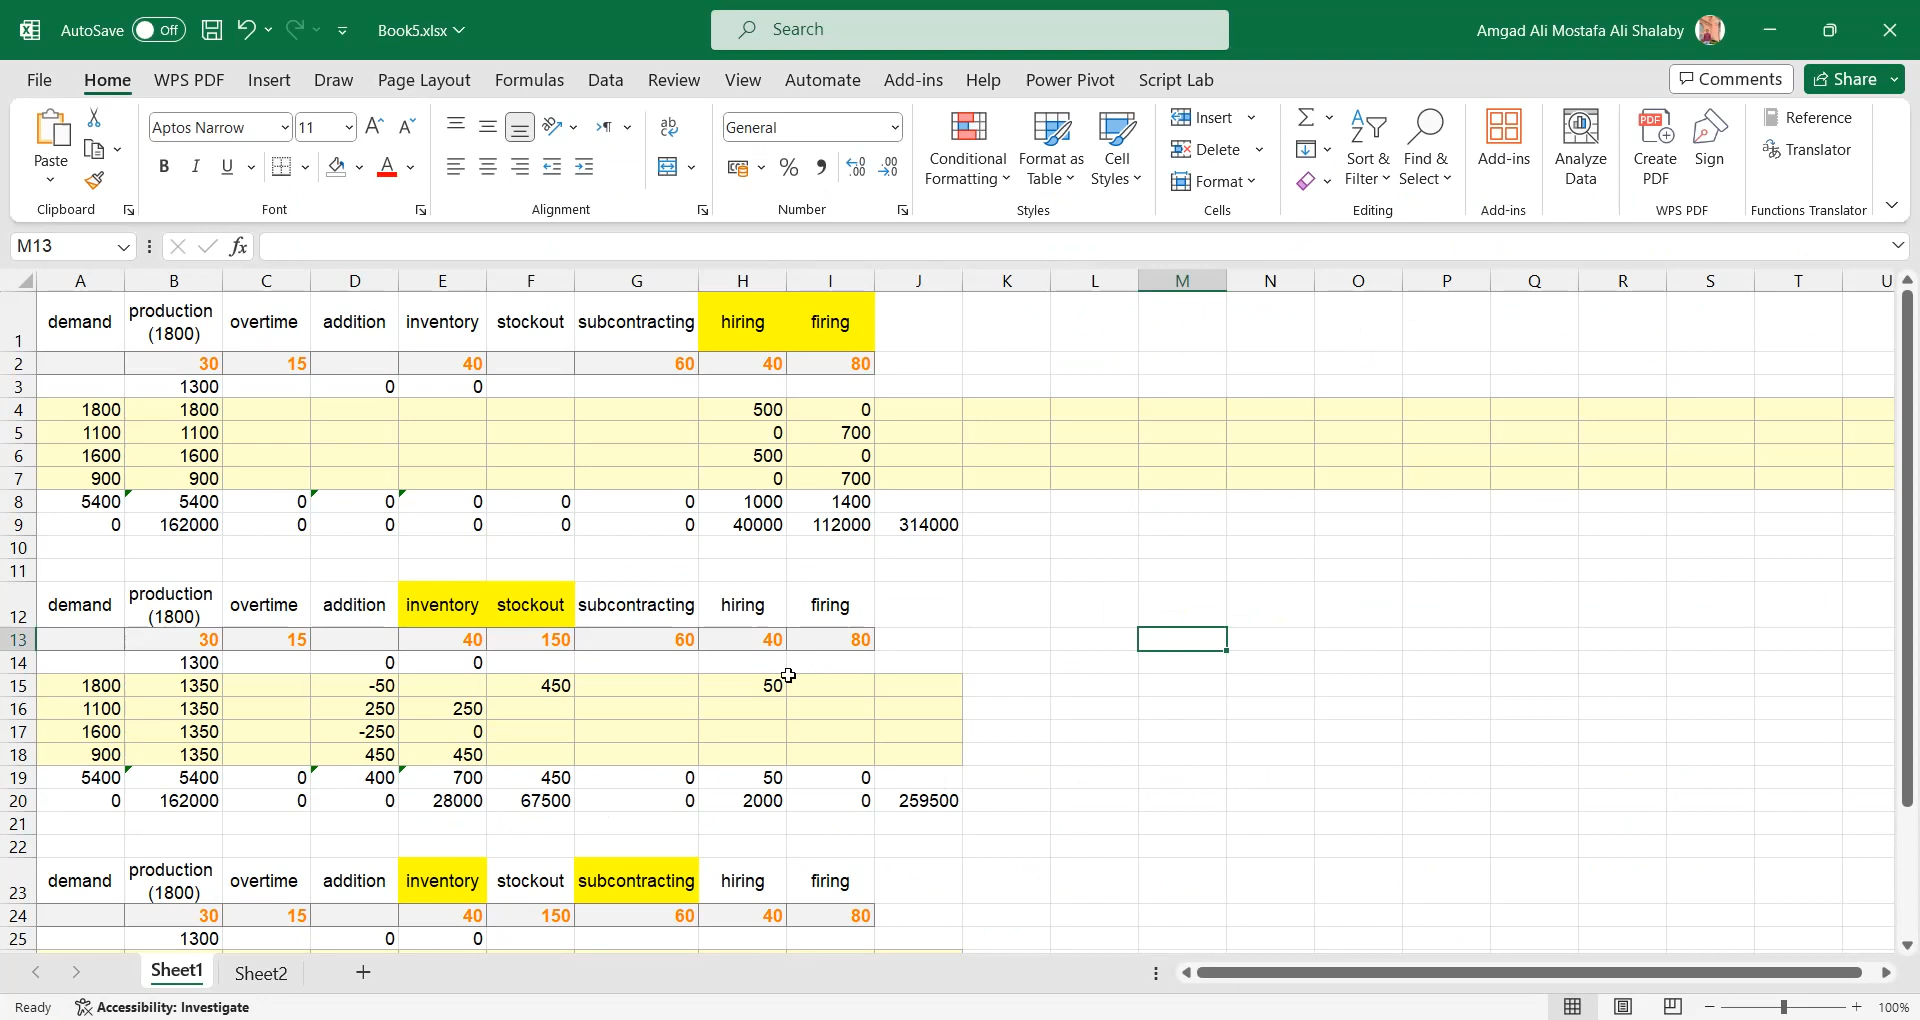 AutoSave Off Book5.xlsx Search Amgad Ali Mostafa Ali Shalaby
File Home WPS PDF Insert Draw Page Layout Formulas Data Review View Automate Add-ins Help Power Pivot Script Lab Comments Share
Paste Aptos Narrow 11 General Conditional Formatting Format as Table Cell Styles Insert Delete Format Sort & Filter Find & Select Add-ins Analyze Data Create PDF Sign Reference Translator
Clipboard Font Alignment Number Styles Cells Editing Add-ins WPS PDF Functions Translator
M13 fx
A B C D E F G H I J K L M N O P Q R S T U
1 demand production (1800) overtime addition inventory stockout subcontracting hiring firing
2 30 15 40 60 40 80
3 1300 0 0
4 1800 1800 500 0
5 1100 1100 0 700
6 1600 1600 500 0
7 900 900 0 700
8 5400 5400 0 0 0 0 0 1000 1400
9 0 162000 0 0 0 0 0 40000 112000 314000
10
11
12 demand production (1800) overtime addition inventory stockout subcontracting hiring firing
13 30 15 40 150 60 40 80
14 1300 0 0
15 1800 1350 -50 450 50
16 1100 1350 250 250
17 1600 1350 -250 0
18 900 1350 450 450
19 5400 5400 0 400 700 450 0 50 0
20 0 162000 0 0 28000 67500 0 2000 0 259500
21
22
23 demand production (1800) overtime addition inventory stockout subcontracting hiring firing
24 30 15 40 150 60 40 80
25 1300 0 0
Sheet1 Sheet2
Ready Accessibility: Investigate 100%